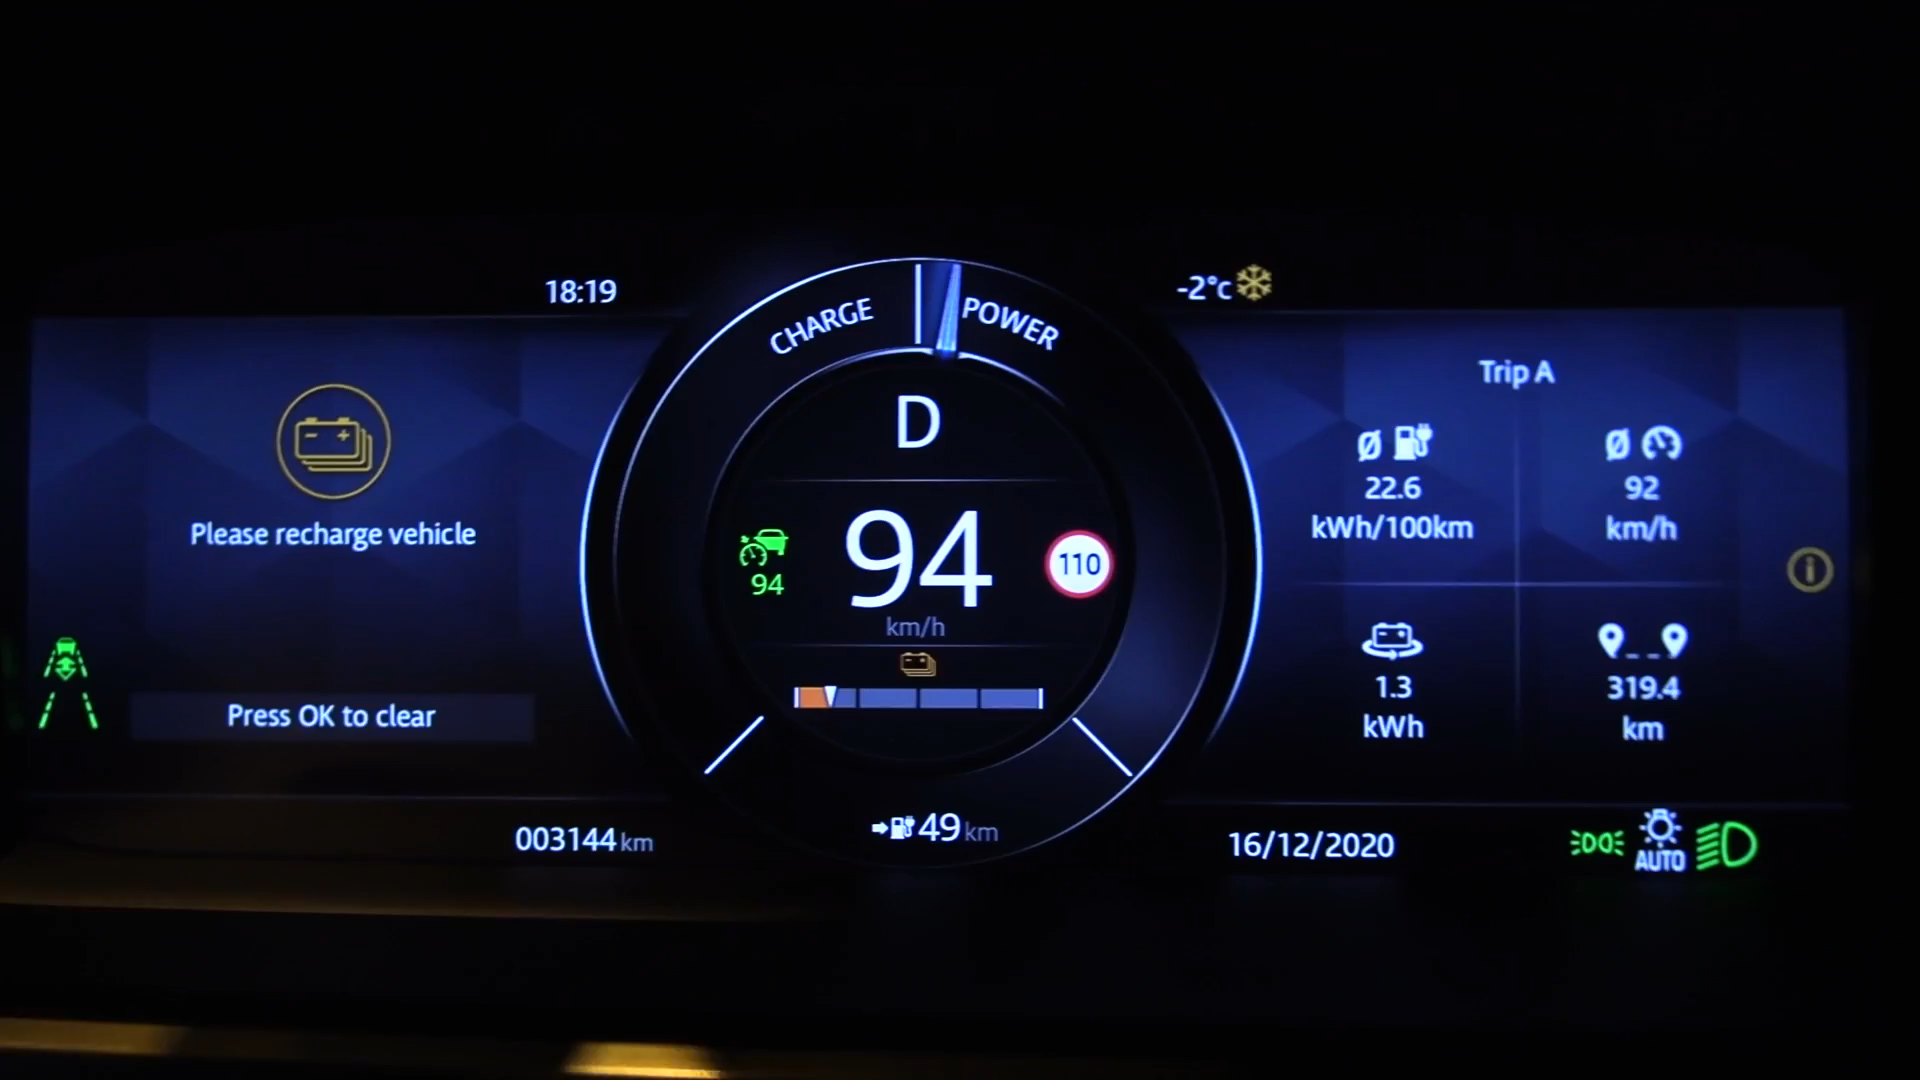 18:19
-2°c
CHARGE
POWER
D
Please recharge vehicle
Press OK to clear
94
94
110
km/h
Trip A
Ø
22.6
kWh/100km
Ø
92
km/h
1.3
kWh
319.4
km
003144 km
49 km
16/12/2020
AUTO